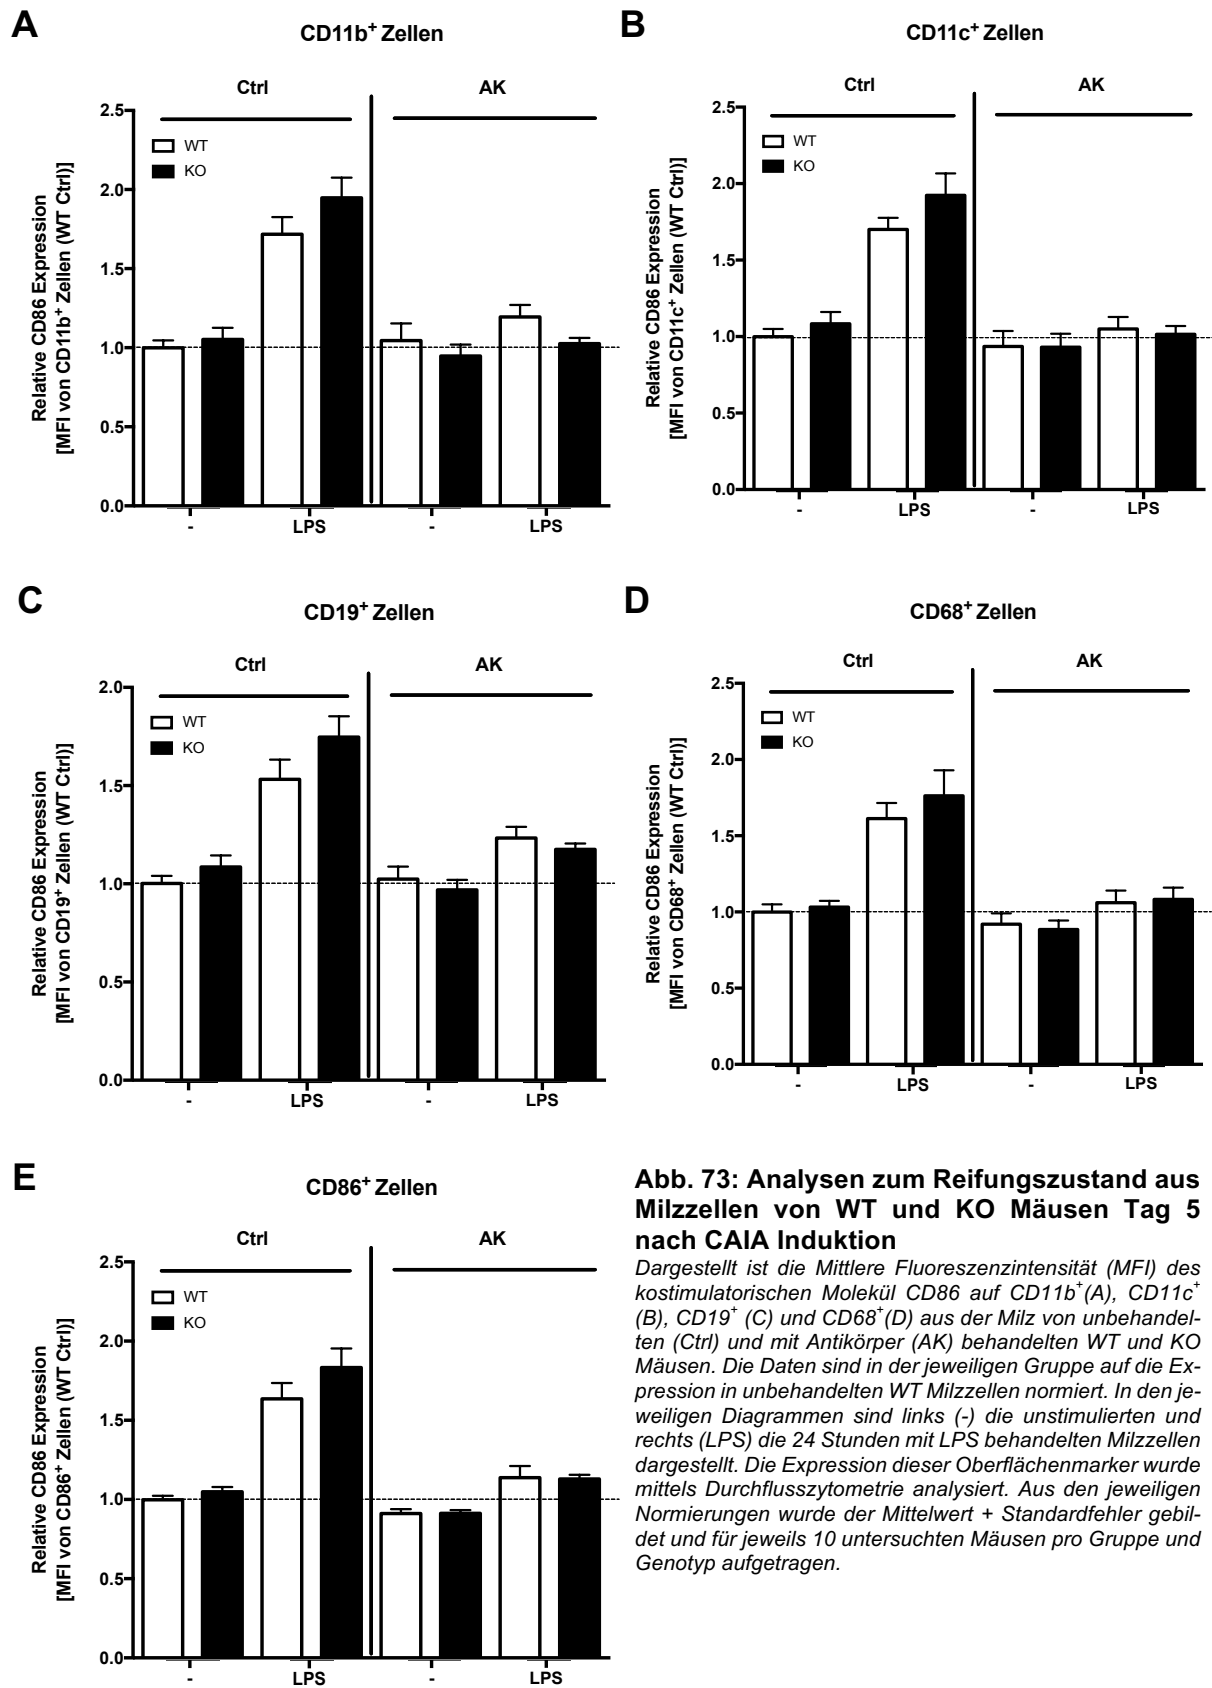 A
CD11b+ Zellen
Ctrl
AK
WT
KO
Relative CD86 Expression
[MFI von CD11b+ Zellen (WT Ctrl)]
2.5
2.0
1.5
1.0
0.5
0.0
-
LPS
-
LPS
B
CD11c+ Zellen
Ctrl
AK
WT
KO
Relative CD86 Expression
[MFI von CD11c+ Zellen (WT Ctrl)]
2.5
2.0
1.5
1.0
0.5
0.0
-
LPS
-
LPS
C
CD19+ Zellen
Ctrl
AK
WT
KO
Relative CD86 Expression
[MFI von CD19+ Zellen (WT Ctrl)]
2.0
1.5
1.0
0.5
0.0
-
LPS
-
LPS
D
CD68+ Zellen
Ctrl
AK
WT
KO
Relative CD86 Expression
[MFI von CD68+ Zellen (WT Ctrl)]
2.5
2.0
1.5
1.0
0.5
0.0
-
LPS
-
LPS
E
CD86+ Zellen
Ctrl
AK
WT
KO
Relative CD86 Expression
[MFI von CD86+ Zellen (WT Ctrl)]
2.5
2.0
1.5
1.0
0.5
0.0
-
LPS
-
LPS
Abb. 73: Analysen zum Reifungszustand aus
Milzzellen von WT und KO Mäusen Tag 5
nach CAIA Induktion
Dargestellt ist die Mittlere Fluoreszenzintensität (MFI) des
kostimulatorischen Molekül CD86 auf CD11b+(A), CD11c+
(B), CD19+ (C) und CD68+(D) aus der Milz von unbehandel-
ten (Ctrl) und mit Antikörper (AK) behandelten WT und KO
Mäusen. Die Daten sind in der jeweiligen Gruppe auf die Ex-
pression in unbehandelten WT Milzzellen normiert. In den je-
weiligen Diagrammen sind links (-) die unstimulierten und
rechts (LPS) die 24 Stunden mit LPS behandelten Milzzellen
dargestellt. Die Expression dieser Oberflächenmarker wurde
mittels Durchflusszytometrie analysiert. Aus den jeweiligen
Normierungen wurde der Mittelwert + Standardfehler gebil-
det und für jeweils 10 untersuchten Mäusen pro Gruppe und
Genotyp aufgetragen.